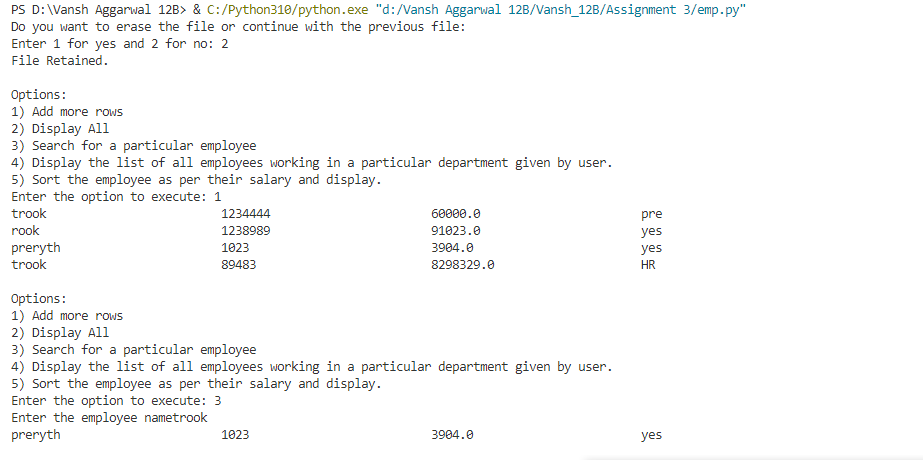 PS D:\Vansh Aggarwal 12B> & C:/Python310/python.exe "d:/Vansh Aggarwal 12B/Vansh_12B/Assignment 3/emp.py"
Do you want to erase the file or continue with the previous file:
Enter 1 for yes and 2 for no: 2
File Retained.
Options:
1) Add more rows
2) Display All
3) Search for a particular employee
4) Display the list of all employees working in a particular department given by user.
5) Sort the employee as per their salary and display.
Enter the option to execute: 1
trook 1234444 60000.0 pre
rook 1238989 91023.0 yes
preryth 1023 3904.0 yes
trook 89483 8298329.0 HR
Options:
1) Add more rows
2) Display All
3) Search for a particular employee
4) Display the list of all employees working in a particular department given by user.
5) Sort the employee as per their salary and display.
Enter the option to execute: 3
Enter the employee nametrook
preryth 1023 3904.0 yes